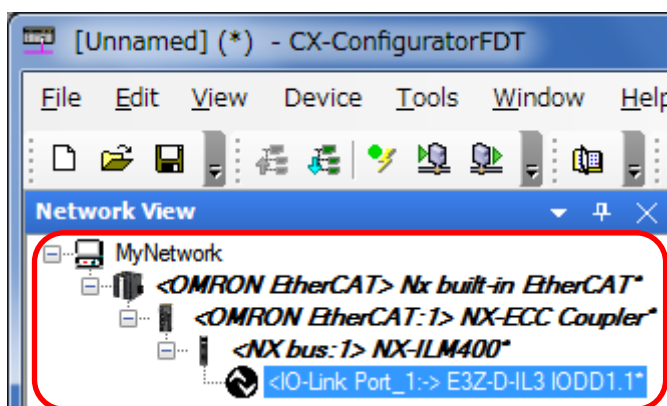 [Unnamed] (*) - CX-ConfiguratorFDT
File Edit View Device Tools Window Help
Network View
MyNetwork
<OMRON EtherCAT> Nx built-in EtherCAT*
<OMRON EtherCAT:1> NX-ECC Coupler*
<NX bus:1> NX-ILM400*
<IO-Link Port_1:-> E3Z-D-IL3 IODD1.1*